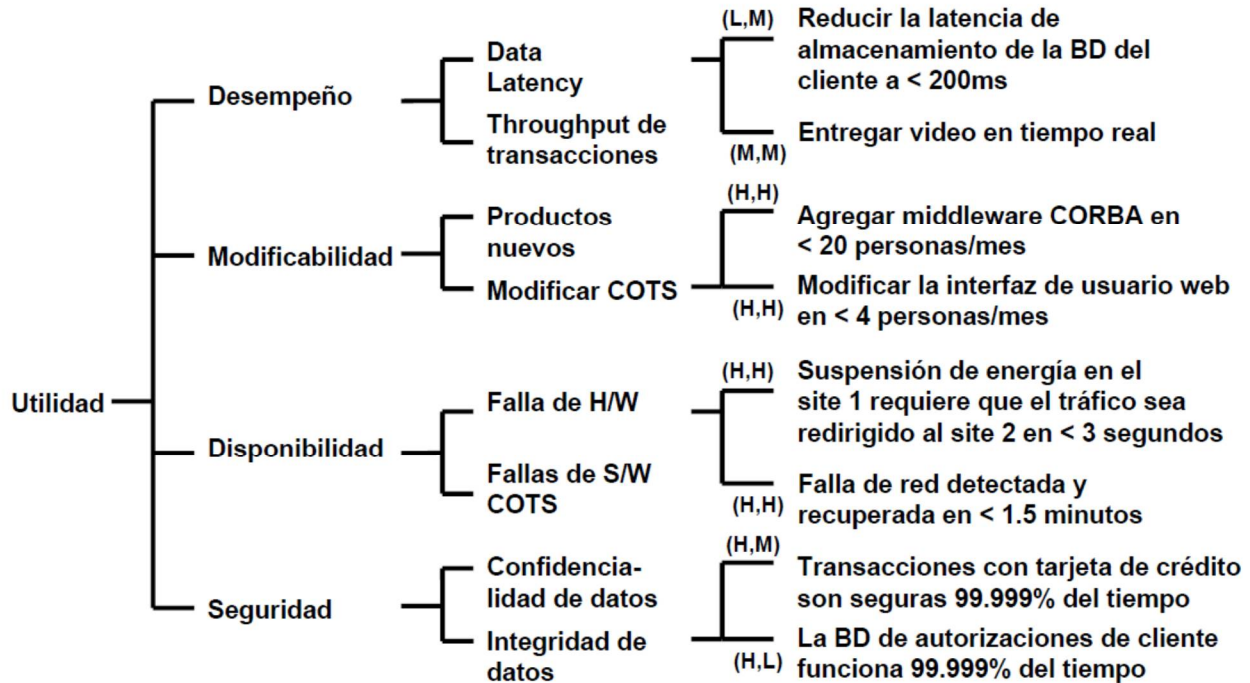 Utilidad
Desempeño
Data
Latency
(L,M)
Reducir la latencia de
almacenamiento de la BD del
cliente a < 200ms
(M,M)
Entregar video en tiempo real
Throughput de
transacciones
Modificabilidad
Productos
nuevos
Modificar COTS
(H,H)
Agregar middleware CORBA en
< 20 personas/mes
(H,H)
Modificar la interfaz de usuario web
en < 4 personas/mes
Disponibilidad
Falla de H/W
(H,H)
Suspensión de energía en el
site 1 requiere que el tráfico sea
redirigido al site 2 en < 3 segundos
(H,H)
Falla de red detectada y
recuperada en < 1.5 minutos
Fallas de S/W
COTS
Seguridad
Confidencia-
lidad de datos
Integridad de
datos
(H,M)
Transacciones con tarjeta de crédito
son seguras 99.999% del tiempo
(H,L)
La BD de autorizaciones de cliente
funciona 99.999% del tiempo